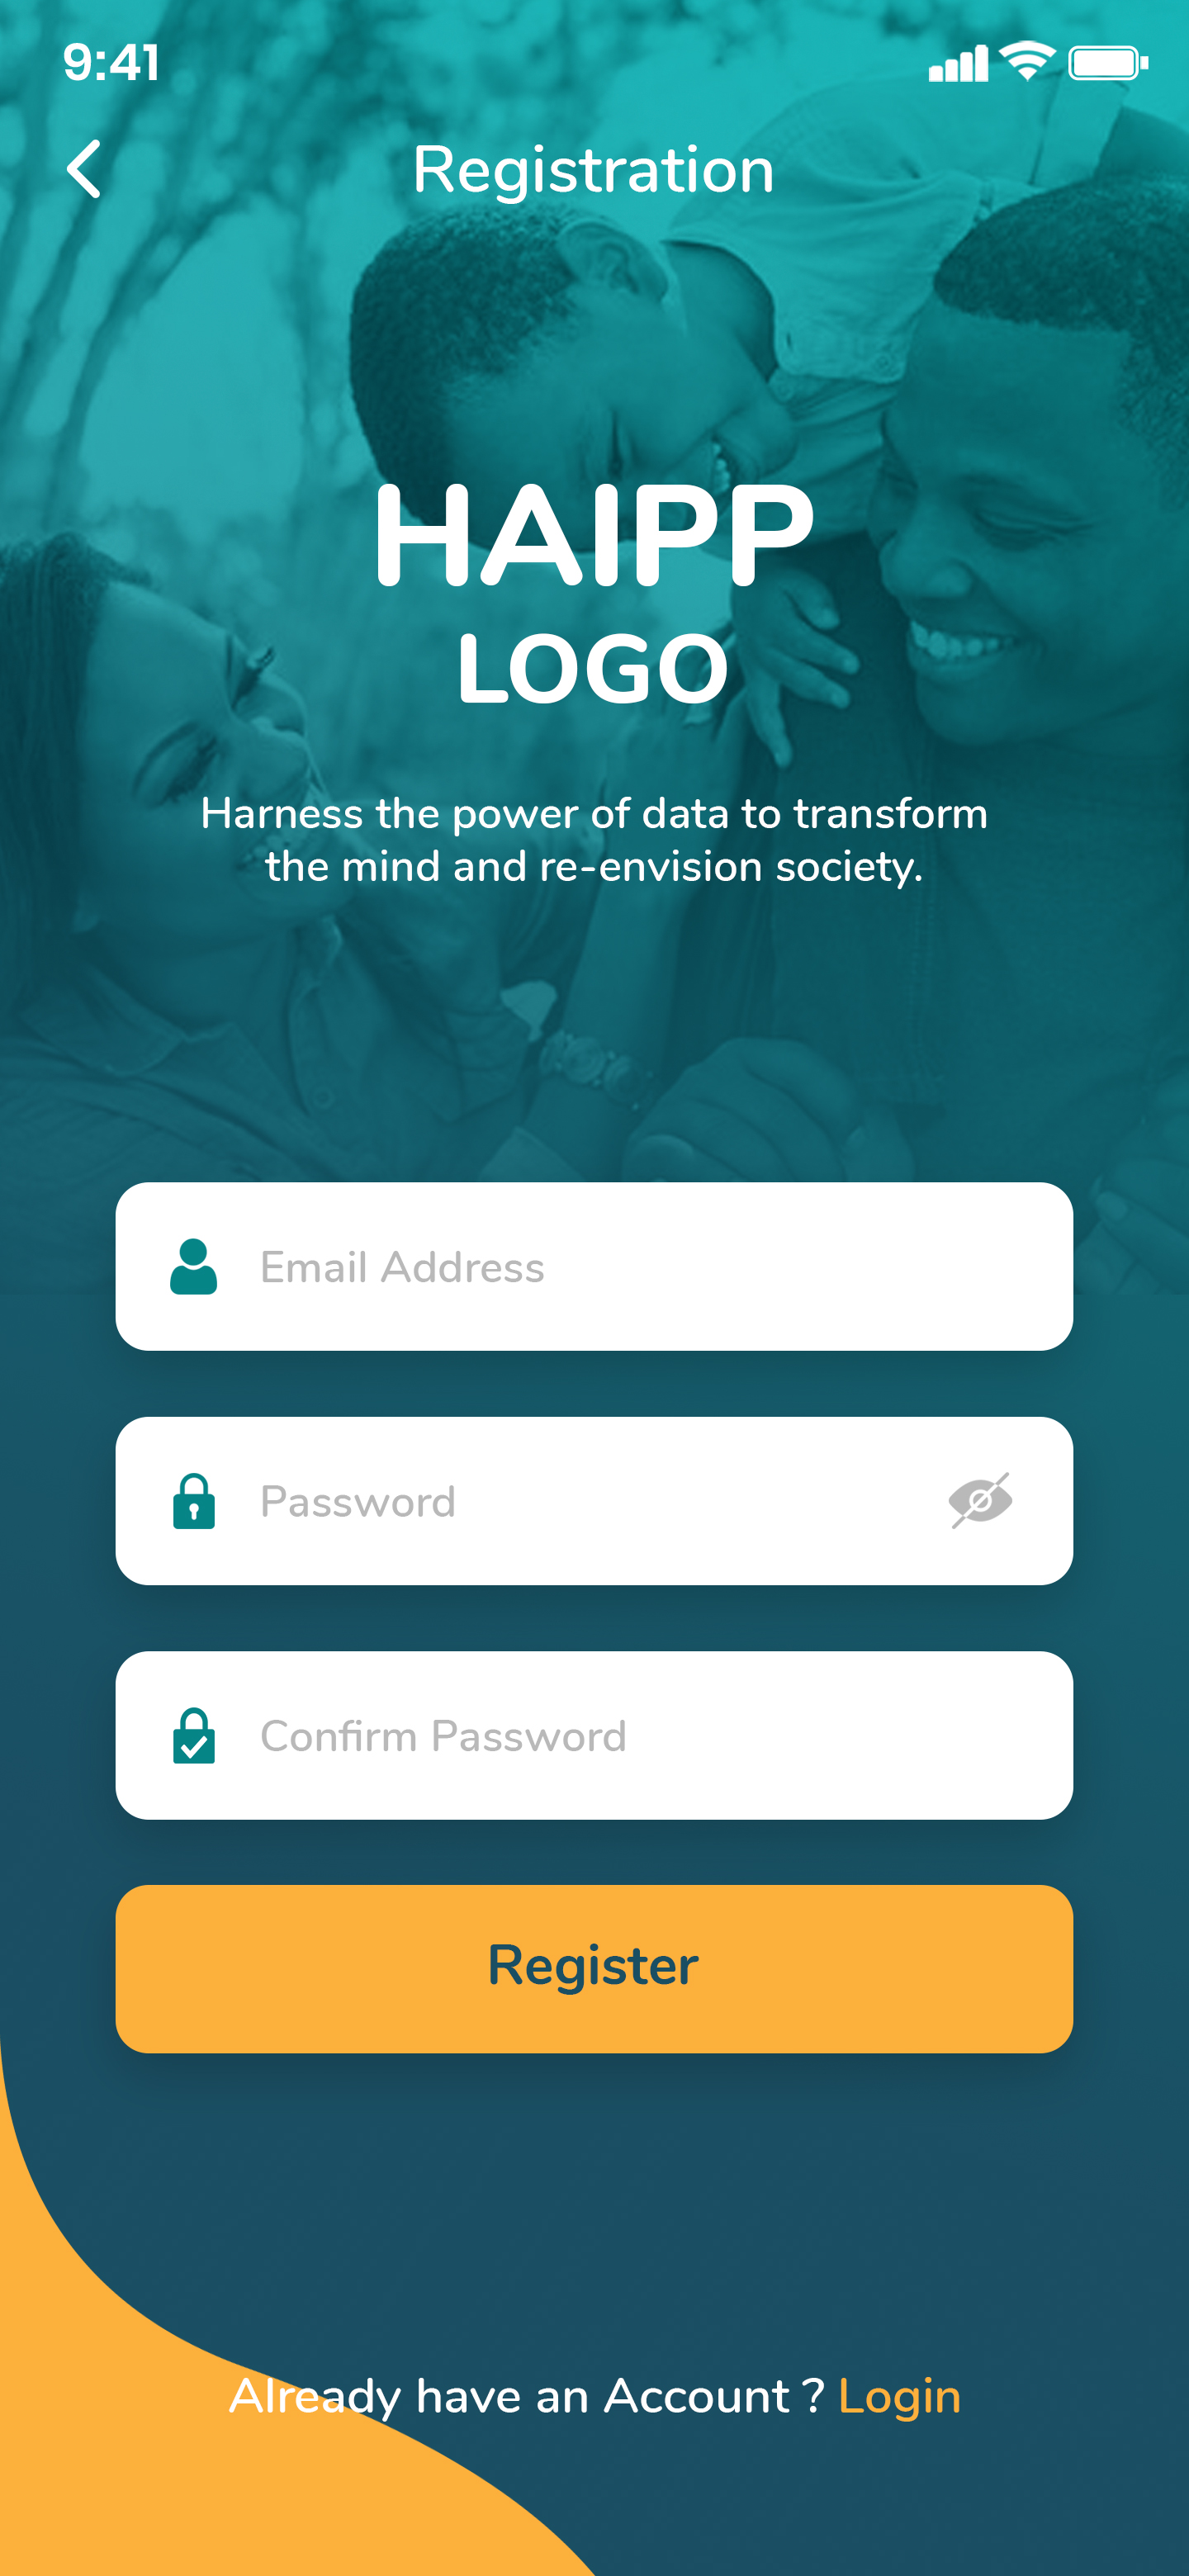 9:41
Registration
HAIPP
LOGO
Harness the power of data to transform
the mind and re-envision society.
Email Address
Password
Confirm Password
Register
Already have an Account ? Login